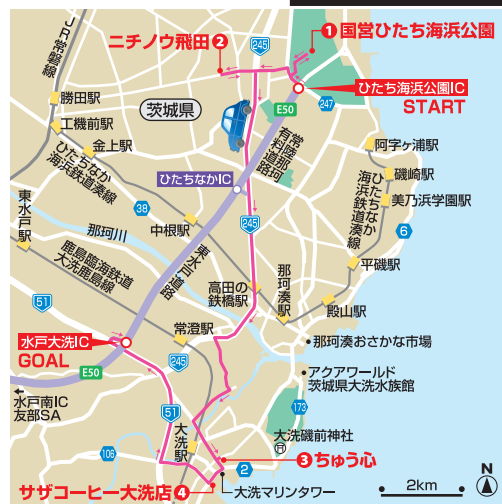 ❶国営ひたち海浜公園
ニチノウ飛田❷
245
JR常磐線
ひたち海浜公園IC
START
E50
247
勝田駅
茨城県
工機前駅
金上駅
ひたちなか
海浜鉄道湊線
常陸那珂
有料道路
阿字ヶ浦駅
磯崎駅
美乃浜学園駅
ひたちなか
海浜鉄道湊線
ひたちなかIC
東水戸駅
38
中根駅
245
6
那珂川
東水戸道路
鹿島臨海鉄道
大洗鹿島線
平磯駅
高田の
鉄橋駅
那珂湊駅
殿山駅
51
水戸大洗IC
GOAL
常澄駅
245
那珂湊おさかな市場
E50
水戸南IC
友部SA
アクアワールド
茨城県大洗水族館
51
173
大洗駅
大洗磯前神社
106
❸ちゅう心
2
サザコーヒー大洗店❹
大洗マリンタワー
2km
N